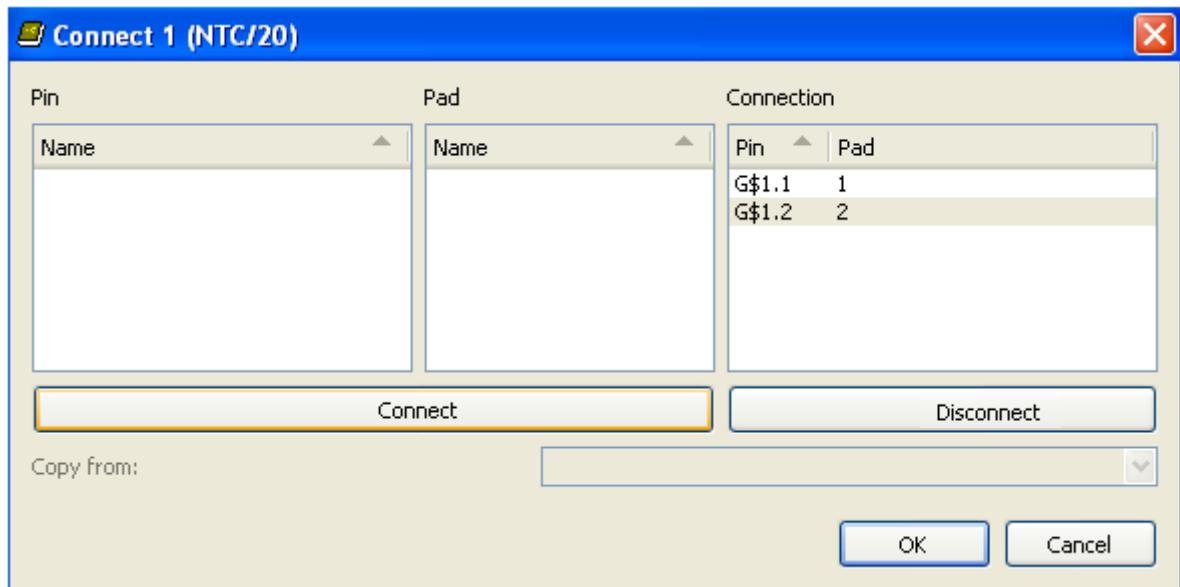 Connect 1 (NTC/20)
Pin Pad Connection
Name Name Pin Pad
G$1.1 1
G$1.2 2
Connect Disconnect
Copy from:
OK Cancel